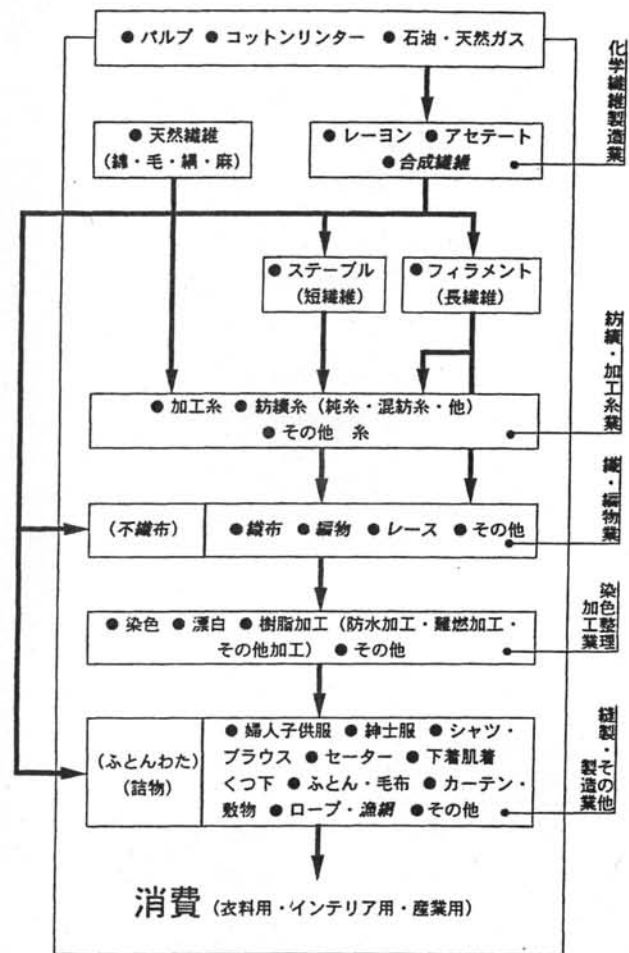 ● パルプ ● コットンリンター ● 石油・天然ガス
化学繊維製造業
● 天然繊維
(綿・毛・絹・麻)
● レーヨン ● アセテート
● 合成繊維
● ステープル
(短繊維)
● フィラメント
(長繊維)
紡績・加工糸業
● 加工糸 ● 紡績糸(純糸・混紡糸・他)
● その他 糸
織・編物業
(不織布)
● 織布 ● 編物 ● レース ● その他
染色整理
加工業
● 染色 ● 漂白 ● 樹脂加工(防水加工・難燃加工・
その他加工) ● その他
縫製・その他
製造業
(ふとんわた)
(詰物)
● 婦人子供服 ● 紳士服 ● シャツ・
ブラウス ● セーター ● 下着肌着
くつ下 ● ふとん・毛布 ● カーテン・
敷物 ● ロープ・漁網 ● その他
消費(衣料用・インテリア用・産業用)